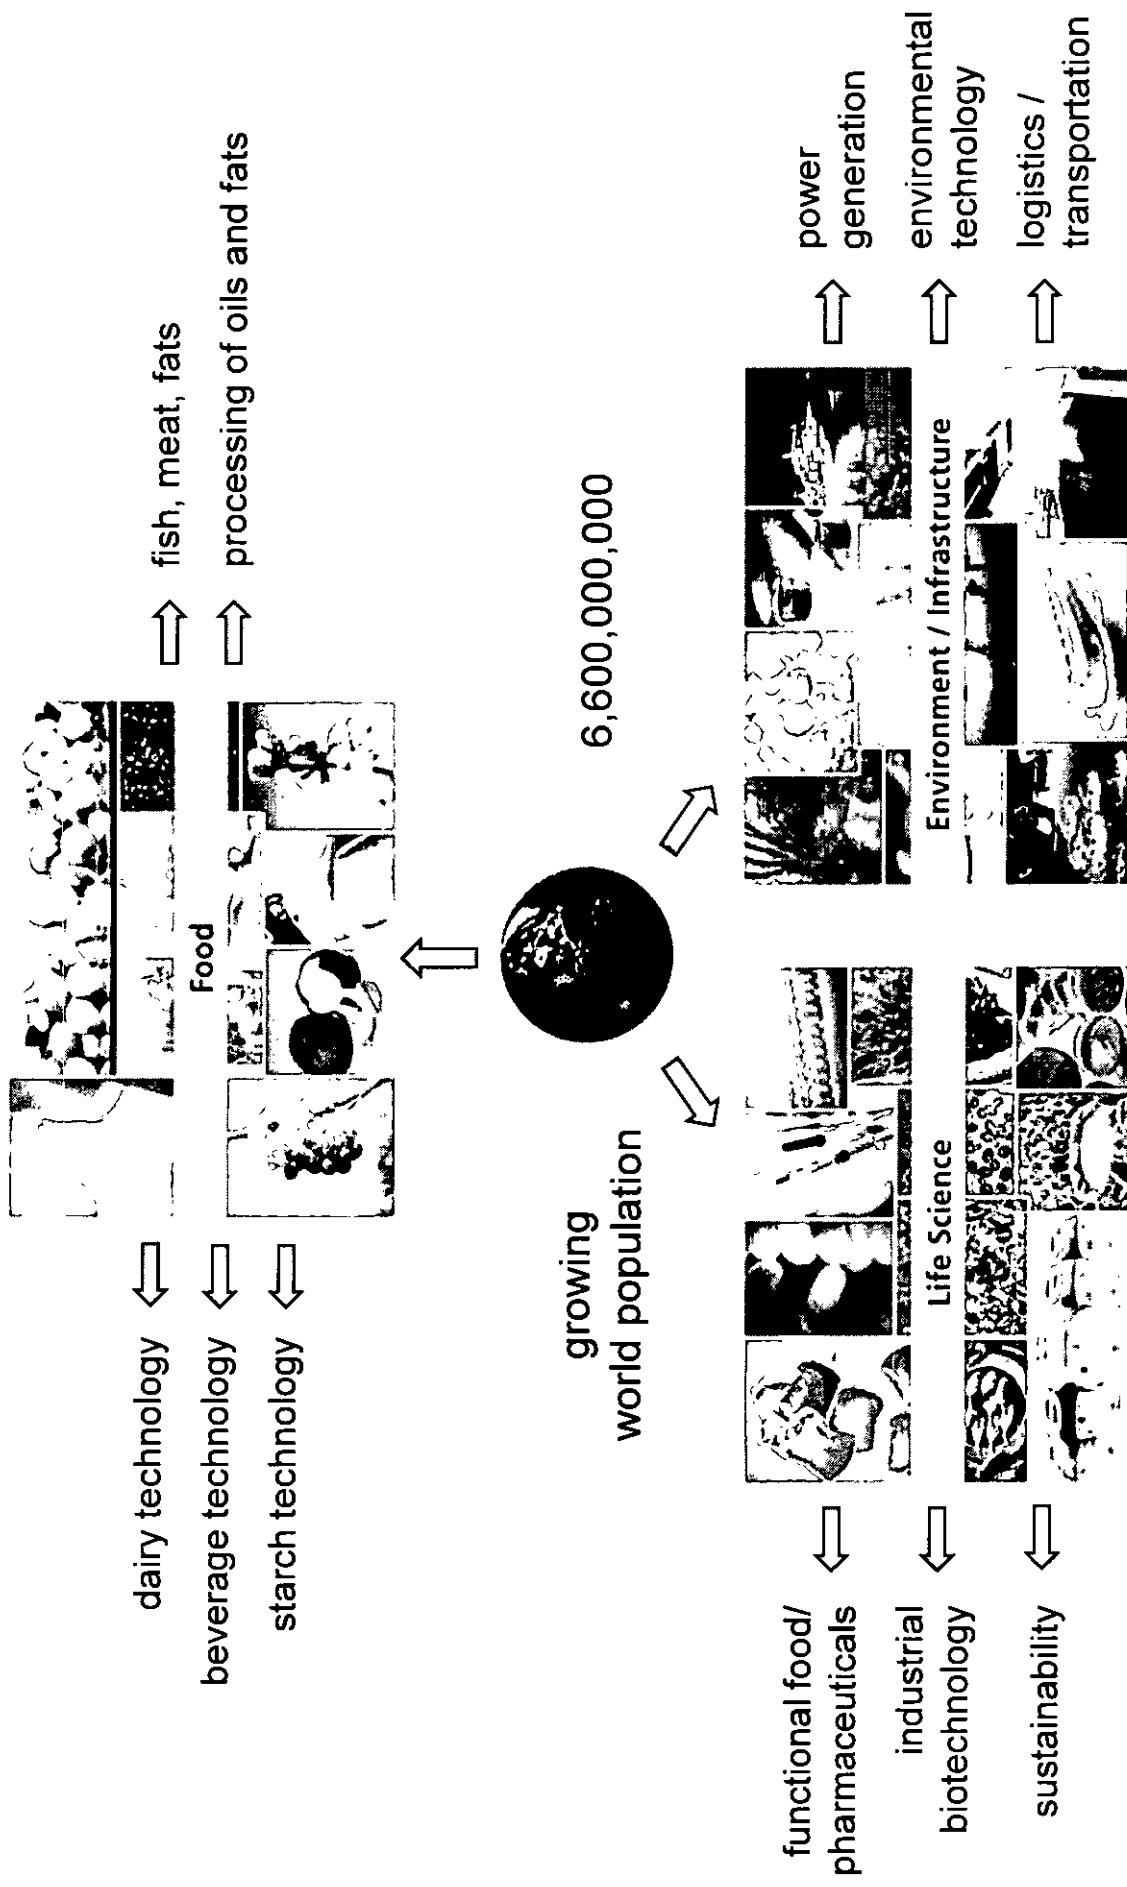 dairy technology
beverage technology
starch technology
Food
fish, meat, fats
processing of oils and fats
growing
world population
6,600,000,000
functional food/
pharmaceuticals
industrial
biotechnology
sustainability
Life Science
Environment / Infrastructure
power
generation
environmental
technology
logistics /
transportation